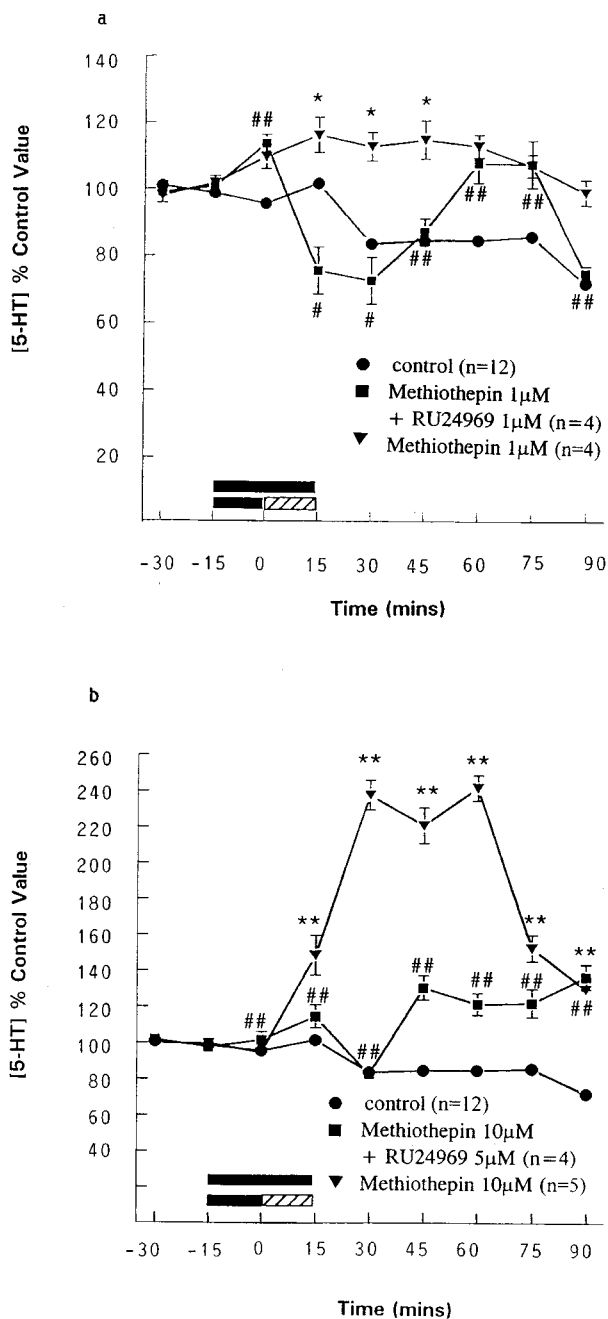 a
140
120
100
80
60
40
20
[5-HT] % Control Value
##
*
*
*
#
#
##
##
##
##
control (n=12)
Methiothepin 1μM
+ RU24969 1μM (n=4)
Methiothepin 1μM (n=4)
-30 -15 0 15 30 45 60 75 90
Time (mins)
b
260
240
220
200
180
160
140
120
100
80
60
40
[5-HT] % Control Value
**
**
**
**
**
**
##
##
##
##
##
##
##
control (n=12)
Methiothepin 10μM
+ RU24969 5μM (n=4)
Methiothepin 10μM (n=5)
-30 -15 0 15 30 45 60 75 90
Time (mins)